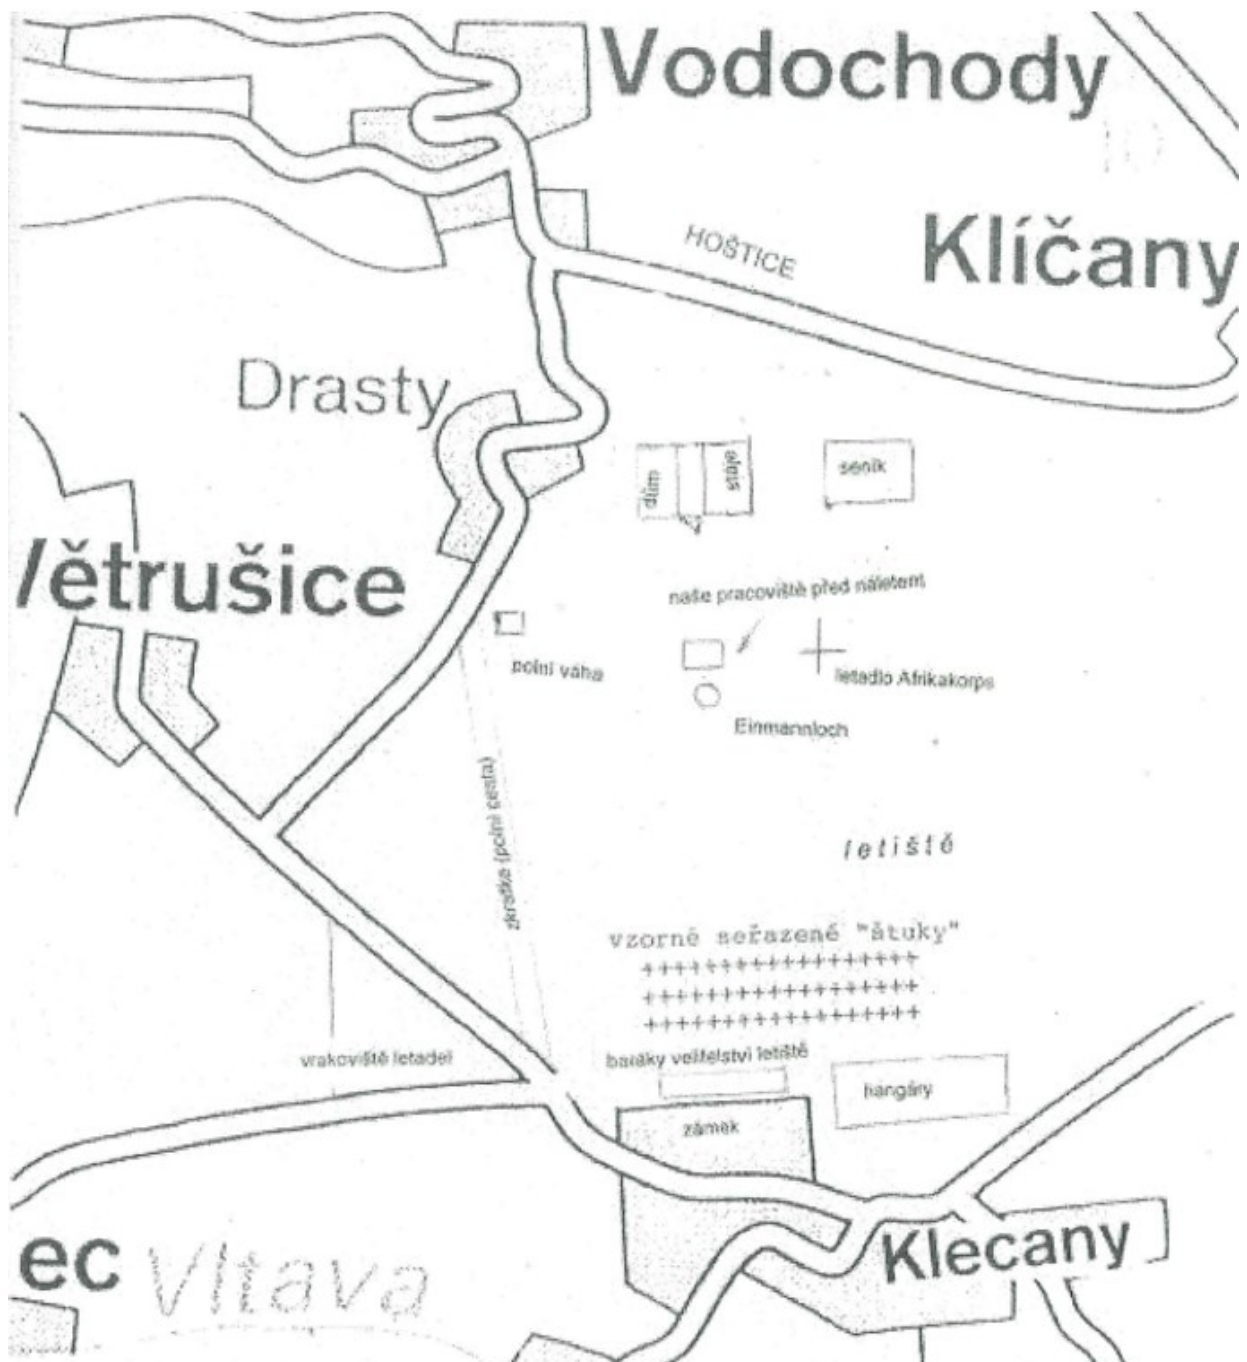 Vodochody
Klíčany
HOŠTICE
Drasty
dům
stáje
seník
Větrušice
naše pracoviště před náletem
polní váha
letadlo Afrikakorps
Einmannloch
zkratka (polní cesta)
letiště
vzorně seřazené "štuky"
vrakoviště letadel
baráky velitelství letiště
hangáry
zámek
ec
Vltava
Klecany